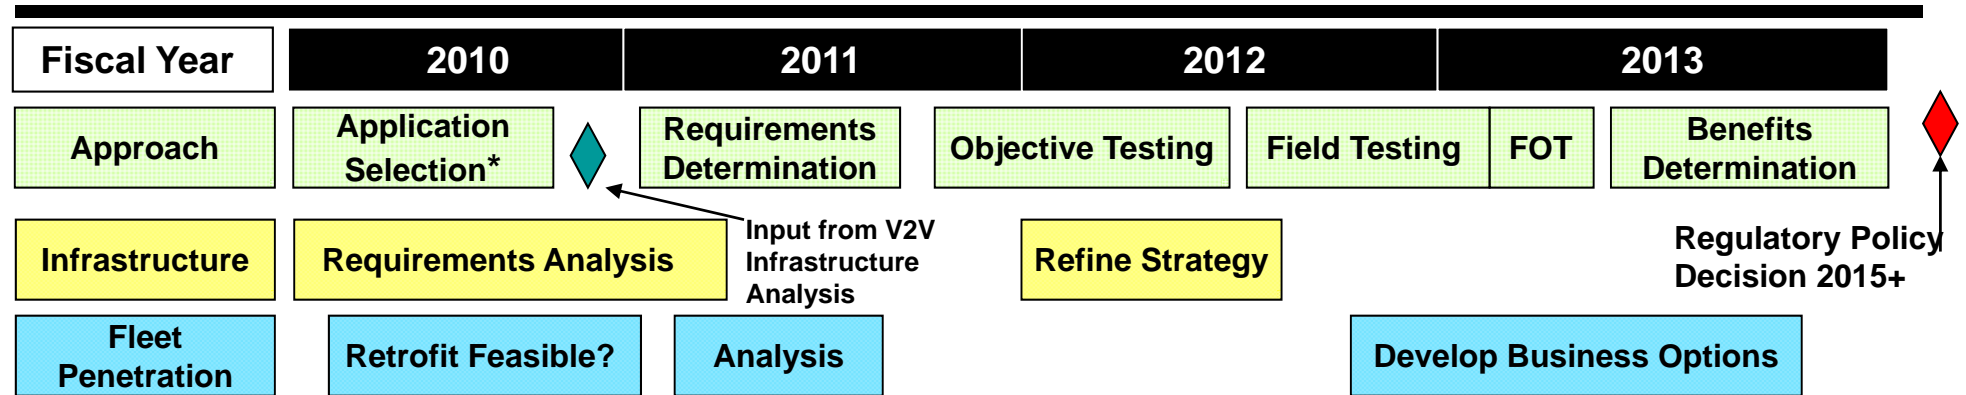 Fiscal Year
2010
2011
2012
2013
Approach
Application
Selection*
Requirements
Determination
Objective Testing
Field Testing
FOT
Benefits
Determination
Infrastructure
Requirements Analysis
Input from V2V
Infrastructure
Analysis
Refine Strategy
Regulatory Policy
Decision 2015+
Fleet
Penetration
Retrofit Feasible?
Analysis
Develop Business Options